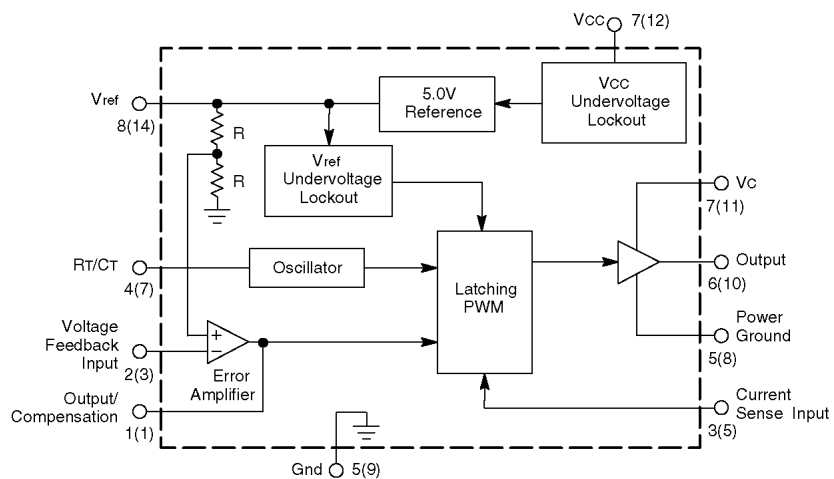 VCC 7(12)
Vref
8(14)
5.0V
Reference
VCC
Undervoltage
Lockout
R
R
Vref
Undervoltage
Lockout
VC
7(11)
RT/CT
4(7)
Oscillator
Latching
PWM
Output
6(10)
Voltage
Feedback
Input
2(3)
+
−
Error
Amplifier
Power
Ground
5(8)
Output/
Compensation
1(1)
Current
Sense Input
3(5)
Gnd 5(9)